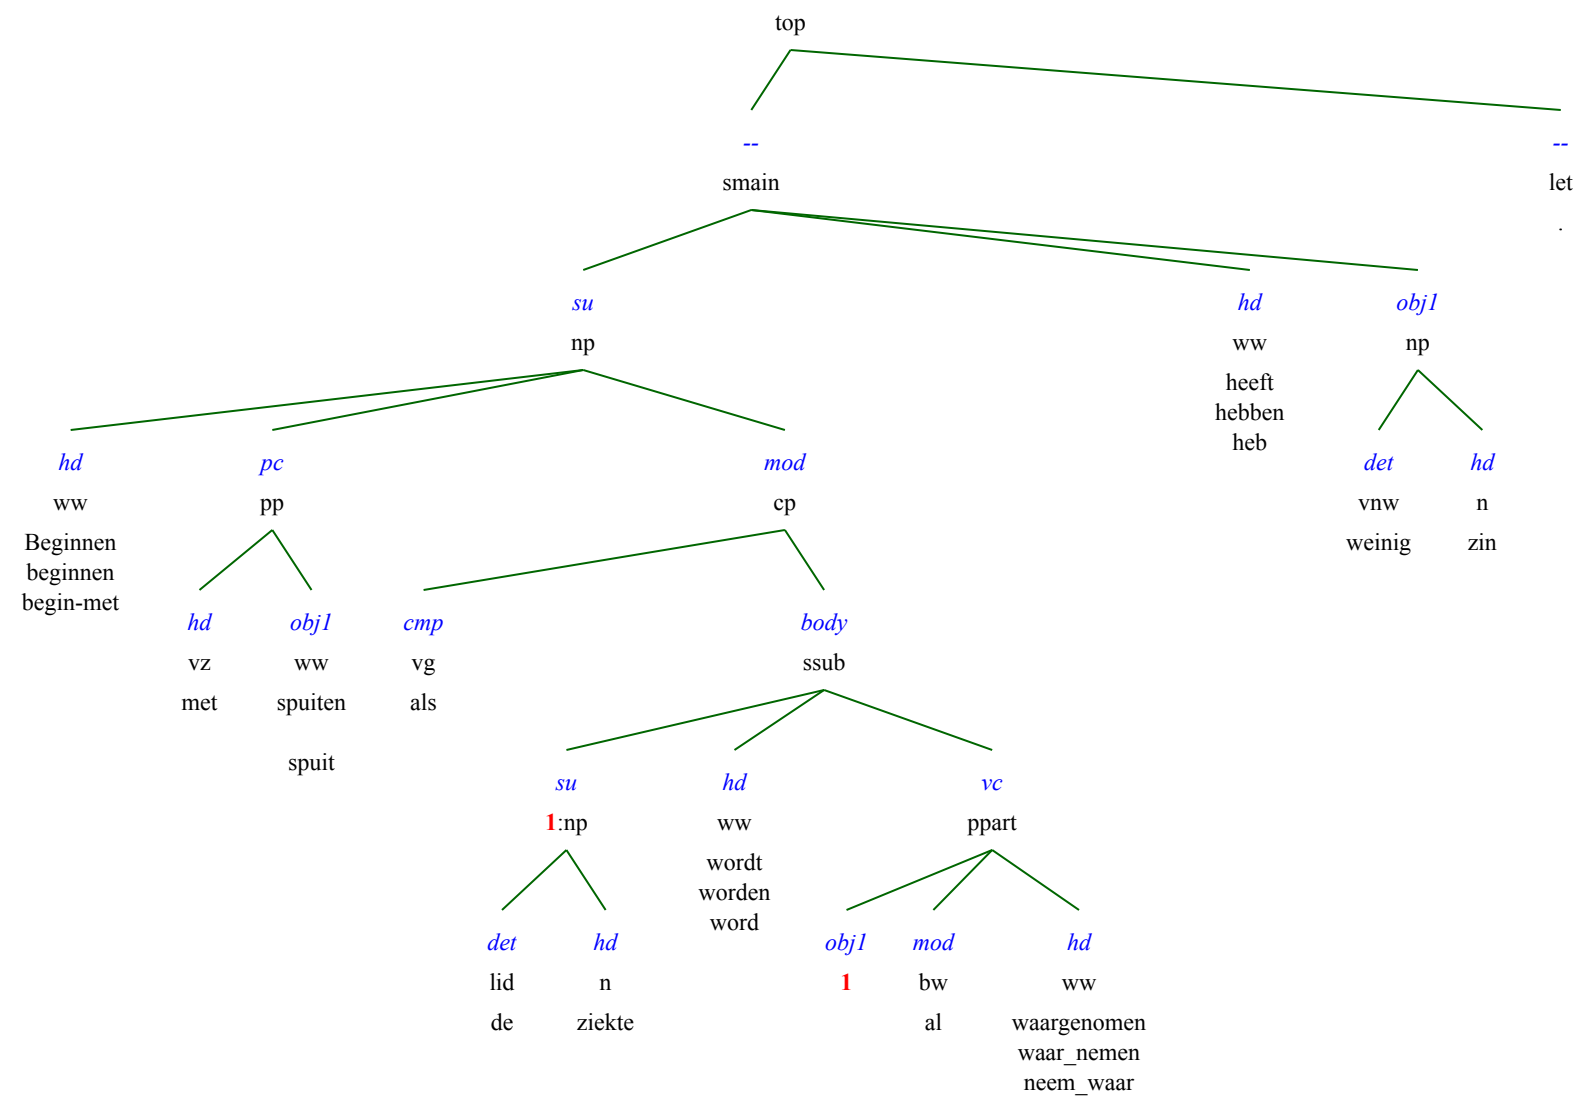 top
-- --
smain let
.
su hd obj1
np ww np
heeft
hebben
heb
hd pc mod det hd
ww pp cp vnw n
Beginnen weinig zin
beginnen
begin-met
hd obj1 cmp body
vz ww vg ssub
met spuiten als
spuit
su hd vc
1:np ww ppart
wordt
worden
word
det hd obj1 mod hd
lid n 1 bw ww
de ziekte al waargenomen
waar_nemen
neem_waar